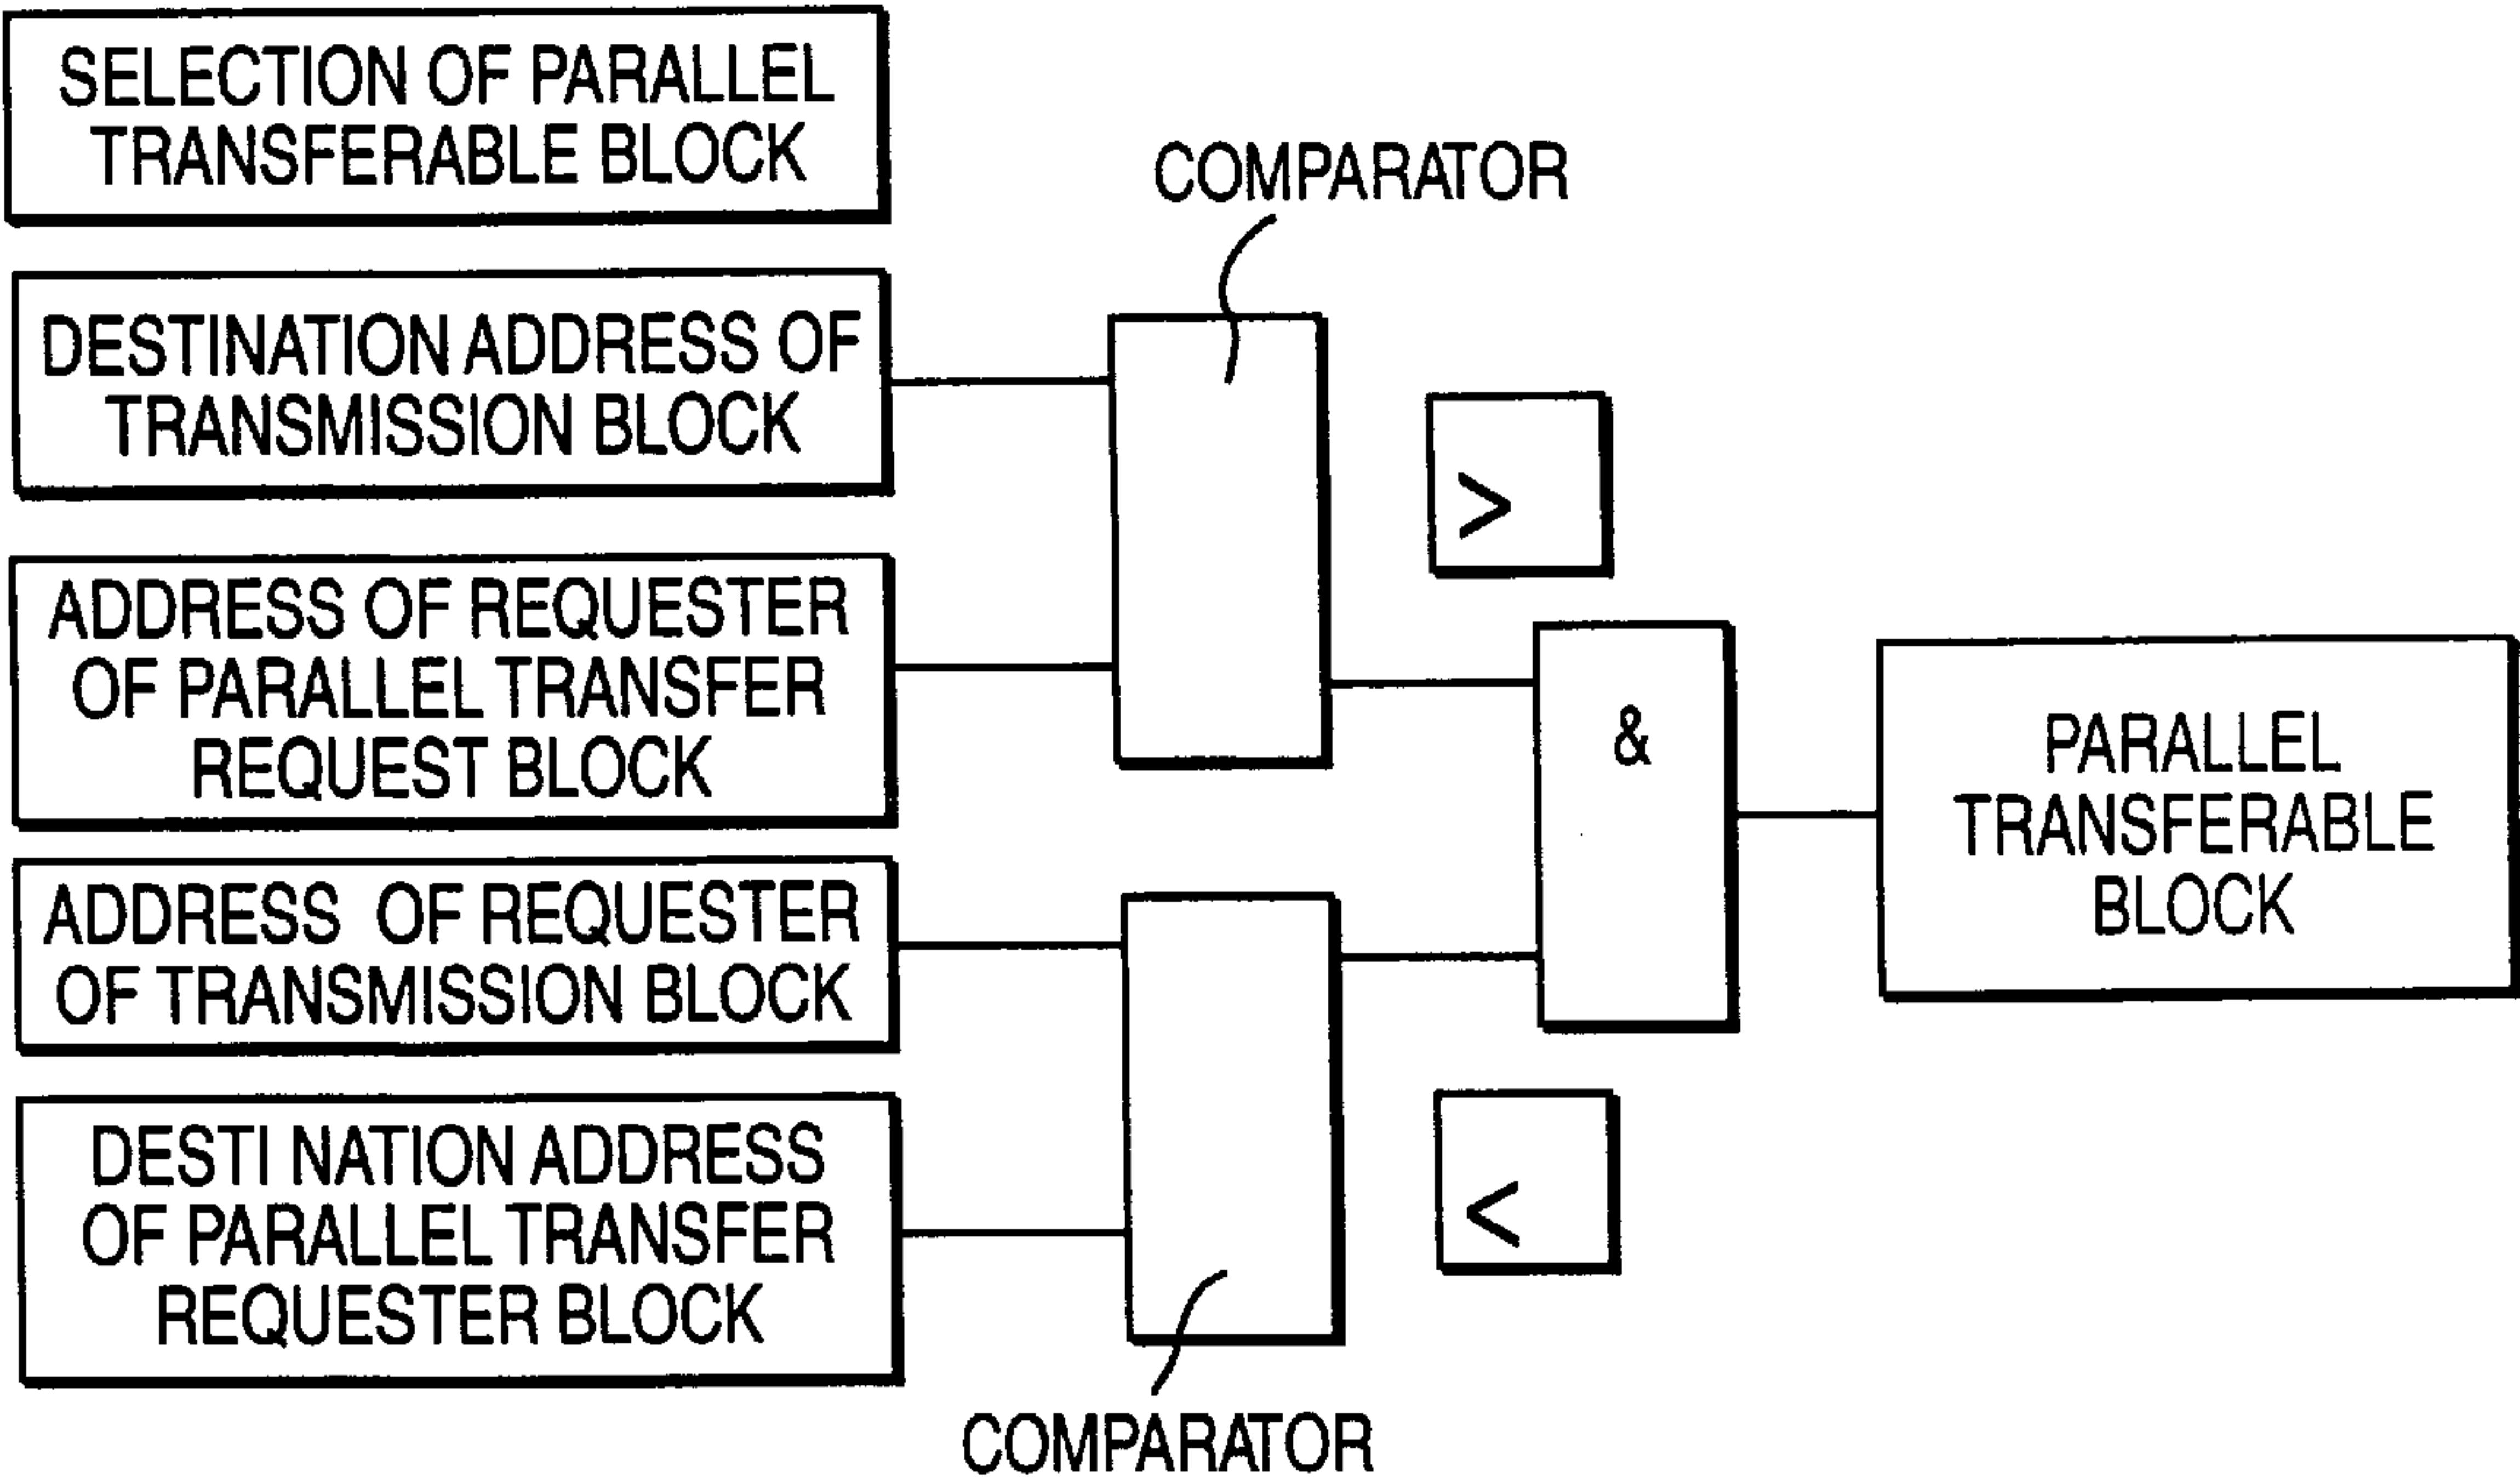 SELECTION OF PARALLEL
TRANSFERABLE BLOCK
COMPARATOR
DESTINATION ADDRESS OF
TRANSMISSION BLOCK
>
ADDRESS OF REQUESTER
OF PARALLEL TRANSFER
REQUEST BLOCK
&
PARALLEL
TRANSFERABLE
BLOCK
ADDRESS OF REQUESTER
OF TRANSMISSION BLOCK
DESTI NATION ADDRESS
OF PARALLEL TRANSFER
REQUESTER BLOCK
<
COMPARATOR